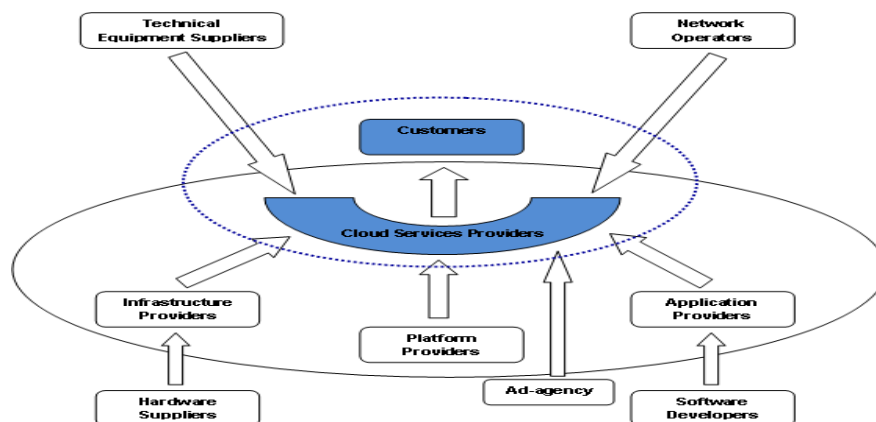 Technical
Equipment Suppliers
Network
Operators
Customers
Cloud Services Providers
Infrastructure
Providers
Application
Providers
Platform
Providers
Ad-agency
Hardware
Suppliers
Software
Developers